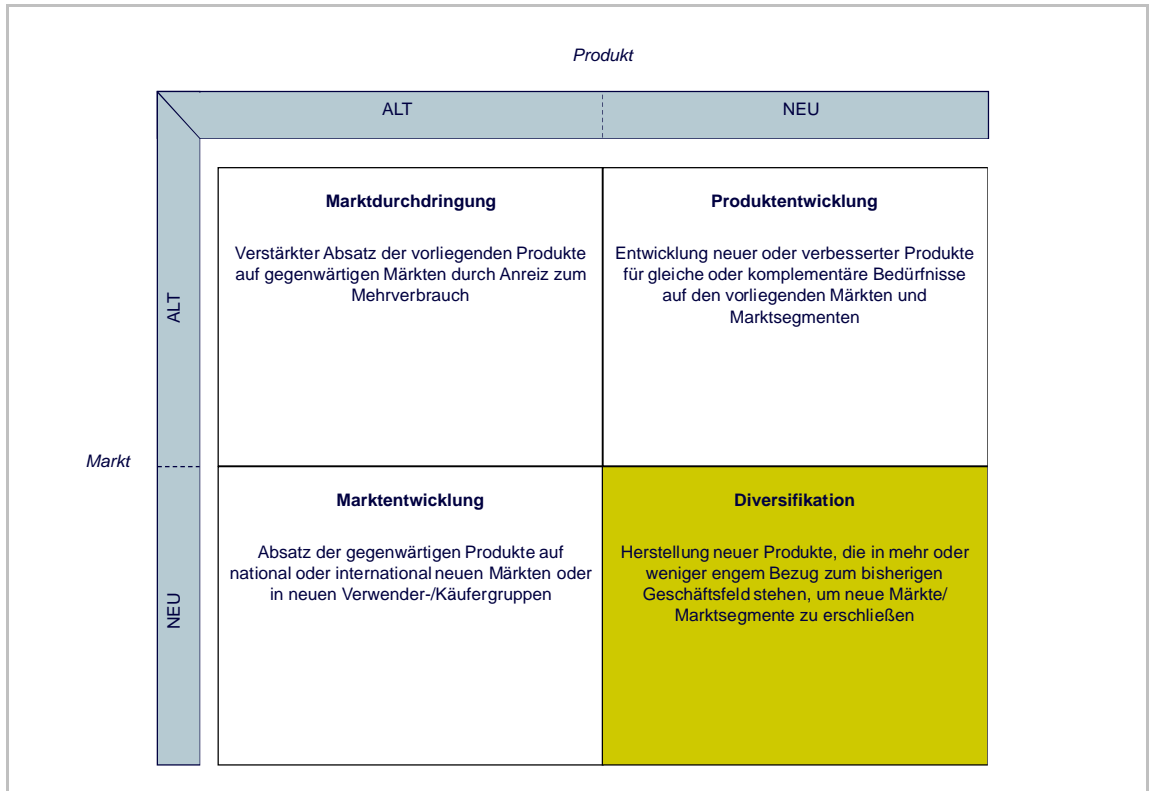 Produkt
ALT
NEU
Marktdurchdringung
Verstärkter Absatz der vorliegenden Produkte
auf gegenwärtigen Märkten durch Anreiz zum
Mehrverbrauch
Produktentwicklung
Entwicklung neuer oder verbesserter Produkte
für gleiche oder komplementäre Bedürfnisse
auf den vorliegenden Märkten und
Marktsegmenten
ALT
Markt
NEU
Marktentwicklung
Absatz der gegenwärtigen Produkte auf
national oder international neuen Märkten oder
in neuen Verwender-/Käufergruppen
Diversifikation
Herstellung neuer Produkte, die in mehr oder
weniger engem Bezug zum bisherigen
Geschäftsfeld stehen, um neue Märkte/
Marktsegmente zu erschließen